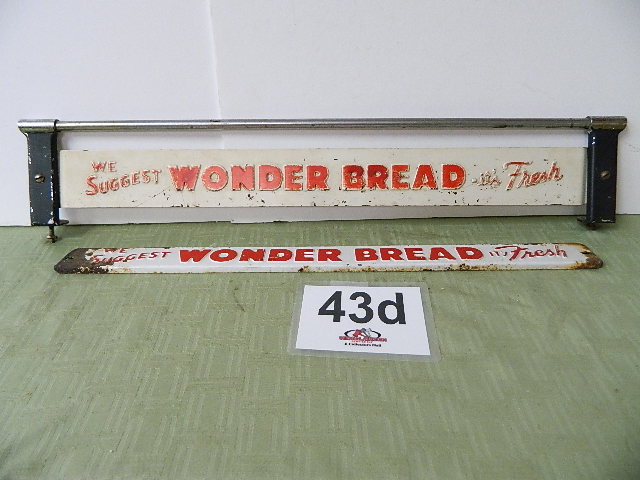 WE
SUGGEST WONDER BREAD -it's Fresh
WE
SUGGEST WONDER BREAD it's Fresh
43d